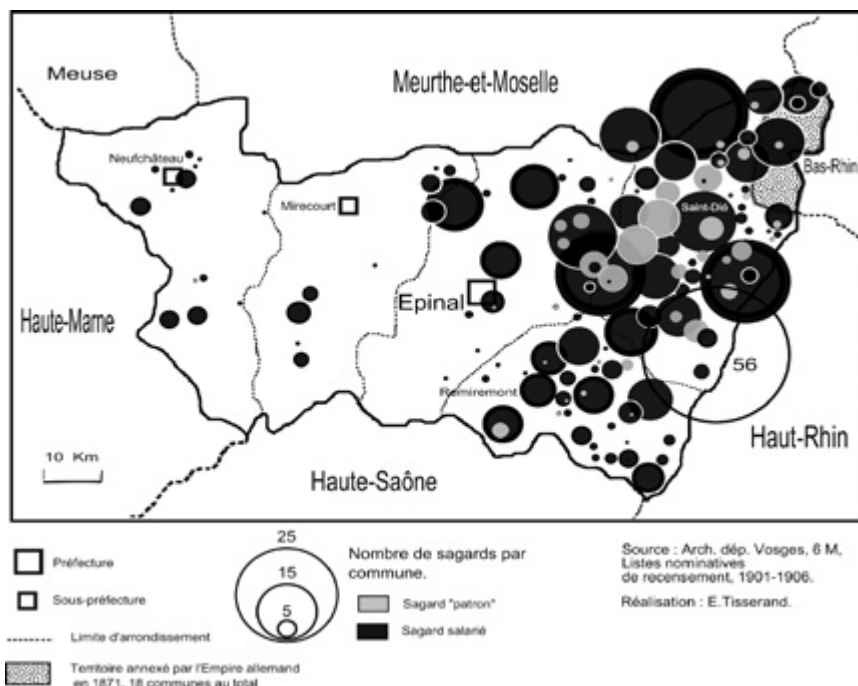 Meuse
Meurthe-et-Moselle
Neufchâteau
Bas-Rhin
Mirecourt
Saint-Dié
Epinal
Haute-Marne
56
Remiremont
10 Km
Haut-Rhin
Haute-Saône
25
15
5
Préfecture
Sous-préfecture
Limite d'arrondissement
Territoire annexé par l'Empire allemand
en 1871, 18 communes au total
Nombre de sagards par
commune.
Sagard "patron"
Sagard salarié
Source : Arch. dép. Vosges, 6 M,
Listes nominatives
de recensement, 1901-1906.
Réalisation : E.Tisserand.